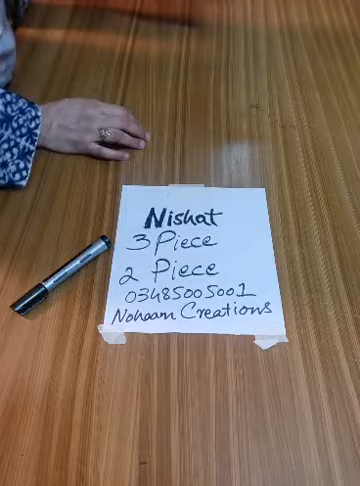 Nishat
3 Piece
2 Piece
03485005001
Nohaam Creations